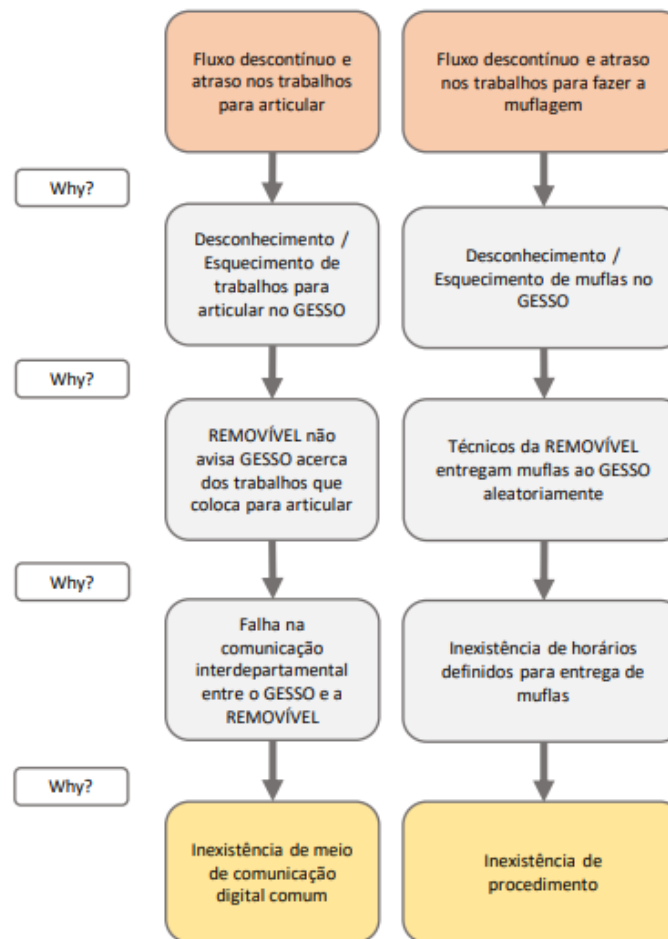 Fluxo descontínuo e
atraso nos trabalhos
para articular
Fluxo descontínuo e atraso
nos trabalhos para fazer a
muflagem
Why?
Desconhecimento /
Esquecimento de
trabalhos para
articular no GESSO
Desconhecimento /
Esquecimento de muflas no
GESSO
Why?
REMOVÍVEL não
avisa GESSO acerca
dos trabalhos que
coloca para articular
Técnicos da REMOVÍVEL
entregam muflas ao GESSO
aleatoriamente
Why?
Falha na
comunicação
interdepartamental
entre o GESSO e a
REMOVÍVEL
Inexistência de horários
definidos para entrega de
muflas
Why?
Inexistência de meio
de comunicação
digital comum
Inexistência de
procedimento